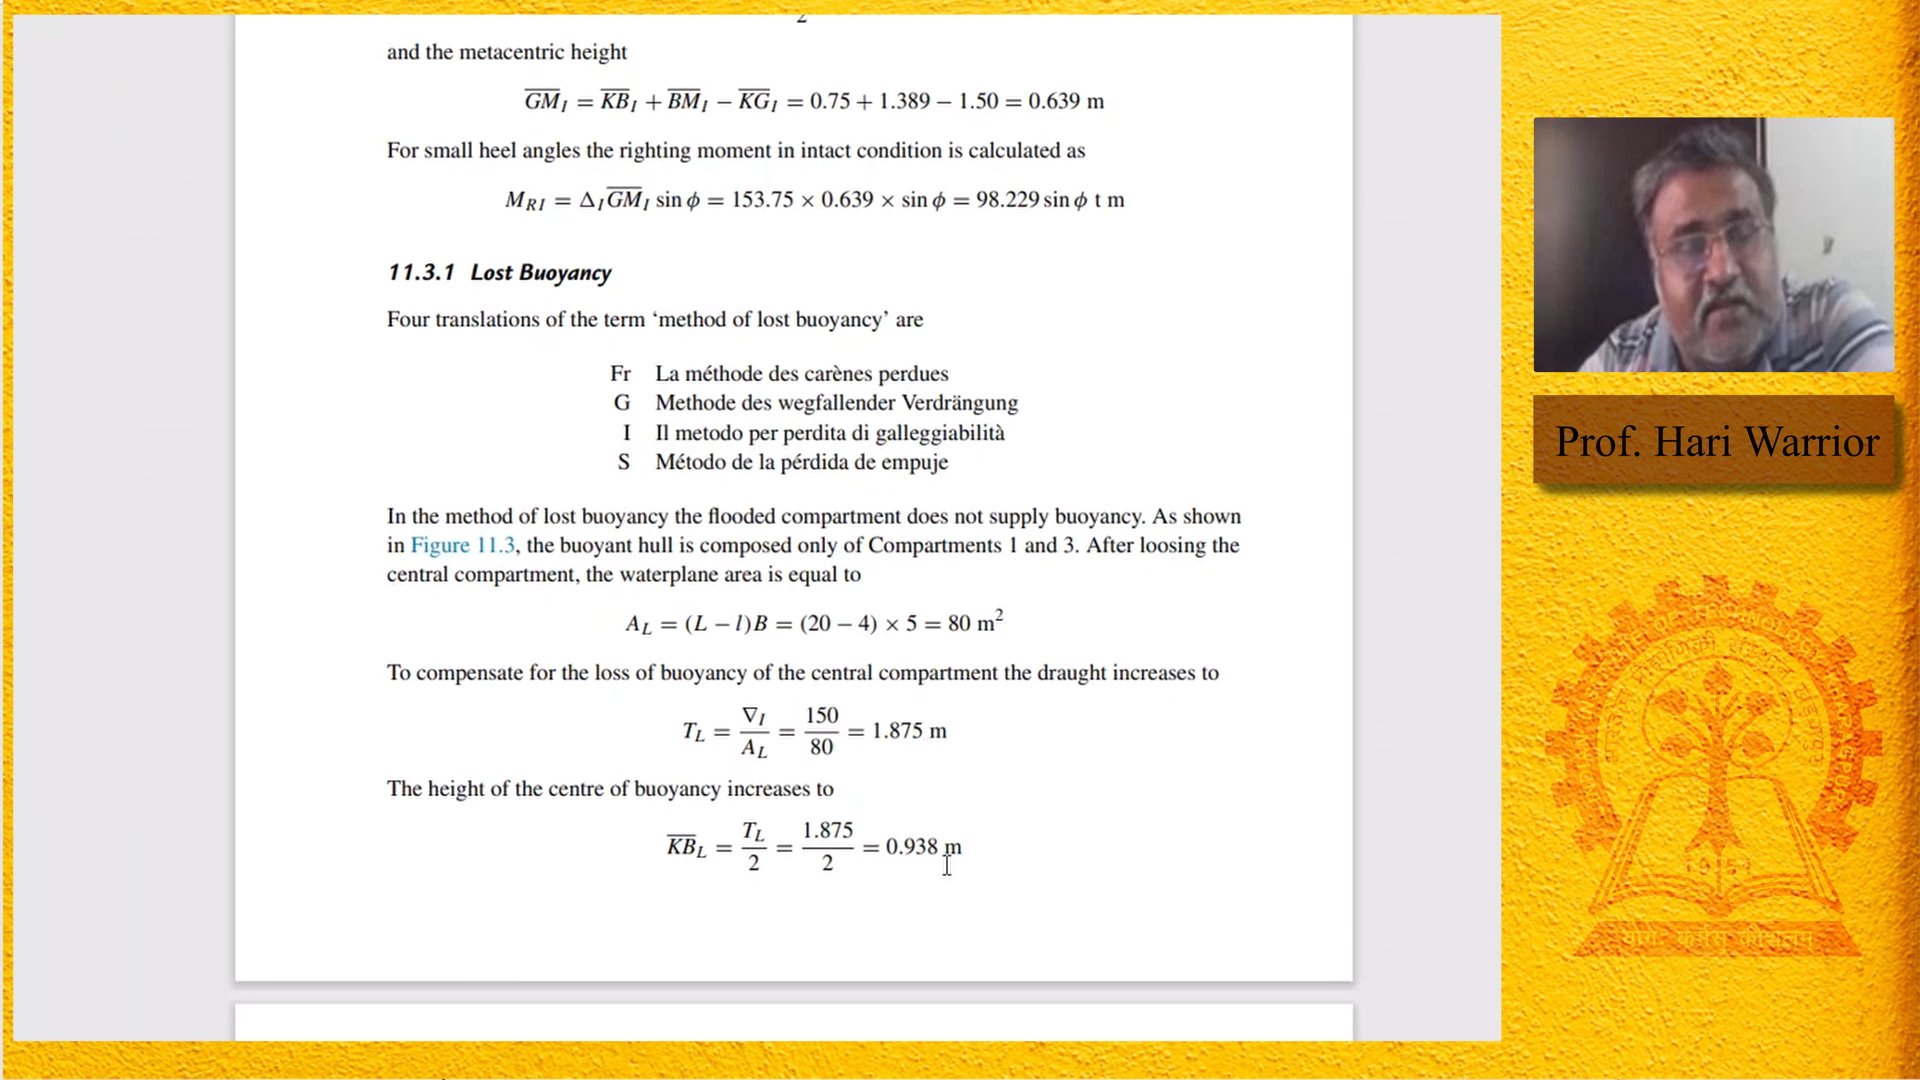 2
and the metacentric height
GM_I = KB_I + BM_I − KG_I = 0.75 + 1.389 − 1.50 = 0.639 m
For small heel angles the righting moment in intact condition is calculated as
M_RI = Δ_I GM_I sin ϕ = 153.75 × 0.639 × sin ϕ = 98.229 sin ϕ t m
11.3.1 Lost Buoyancy
Four translations of the term ‘method of lost buoyancy’ are
Fr La méthode des carènes perdues
G Methode des wegfallender Verdrängung
I Il metodo per perdita di galleggiabilità
S Método de la pérdida de empuje
In the method of lost buoyancy the flooded compartment does not supply buoyancy. As shown
in Figure 11.3, the buoyant hull is composed only of Compartments 1 and 3. After loosing the
central compartment, the waterplane area is equal to
A_L = (L − l)B = (20 − 4) × 5 = 80 m²
To compensate for the loss of buoyancy of the central compartment the draught increases to
T_L = ∇_I / A_L = 150 / 80 = 1.875 m
The height of the centre of buoyancy increases to
KB_L = T_L / 2 = 1.875 / 2 = 0.938 m
Prof. Hari Warrior
1951
योगः कर्मसु कौशलम्